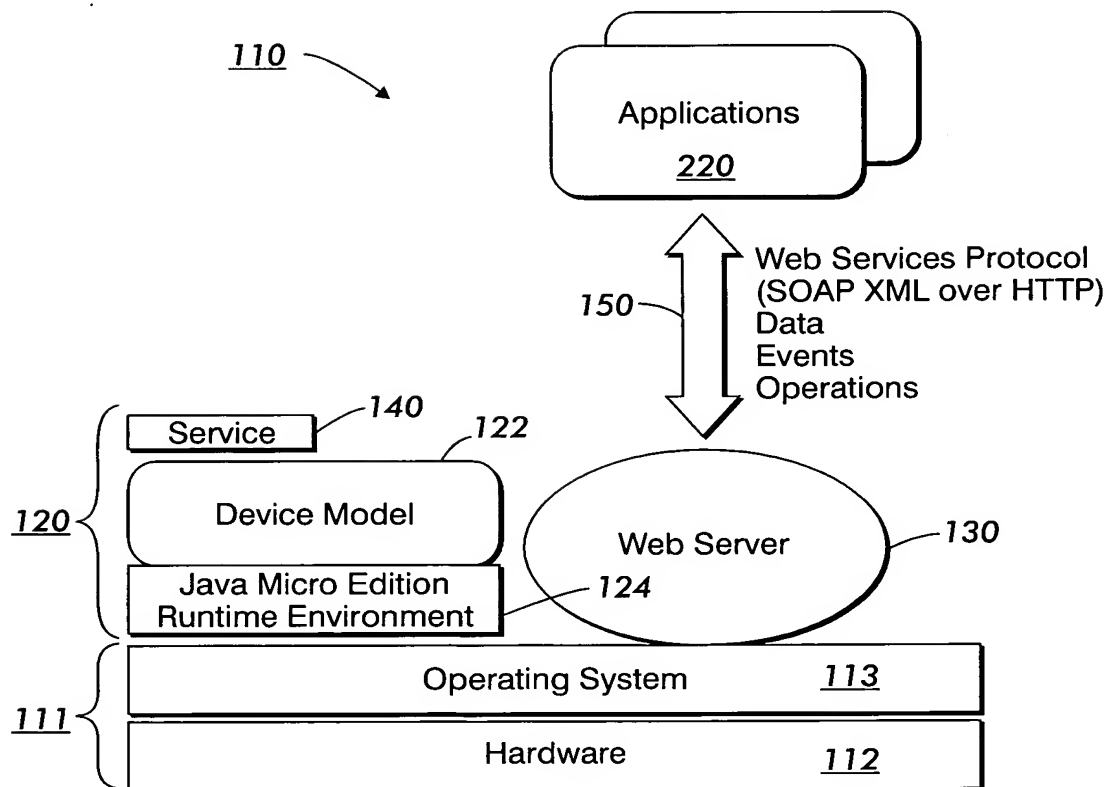 110
Applications
220
150
Web Services Protocol
(SOAP XML over HTTP)
Data
Events
Operations
120
Service
140
122
Device Model
Java Micro Edition
Runtime Environment
124
Web Server
130
111
Operating System
113
Hardware
112